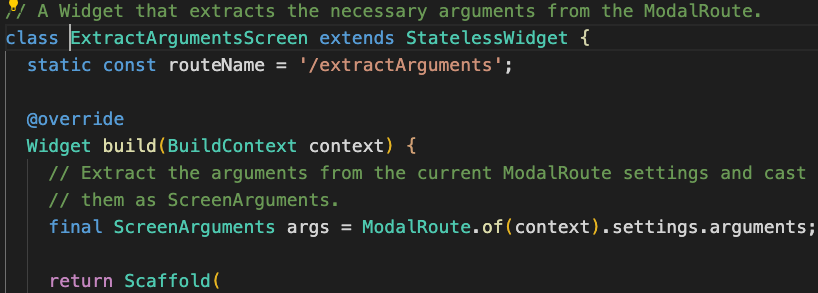 // A Widget that extracts the necessary arguments from the ModalRoute.
class ExtractArgumentsScreen extends StatelessWidget {
static const routeName = '/extractArguments';
@override
Widget build(BuildContext context) {
// Extract the arguments from the current ModalRoute settings and cast
// them as ScreenArguments.
final ScreenArguments args = ModalRoute.of(context).settings.arguments;
return Scaffold(